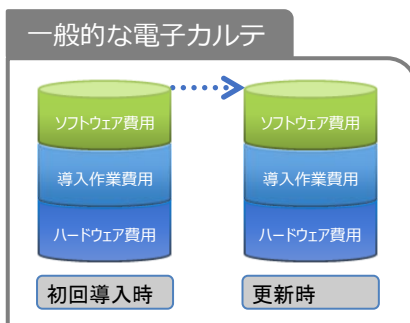 一般的な電子カルテ
ソフトウェア費用
導入作業費用
ハードウェア費用
初回導入時
ソフトウェア費用
導入作業費用
ハードウェア費用
更新時